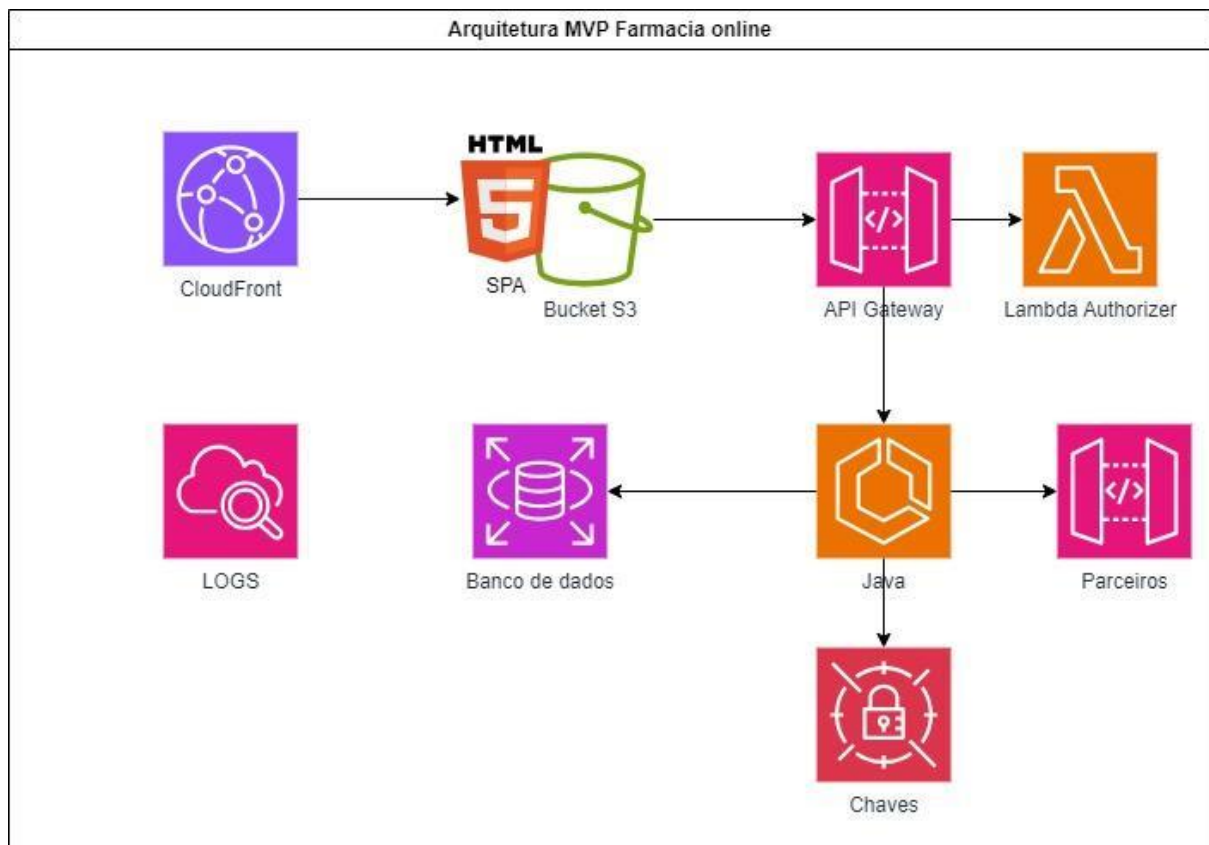 Arquitetura MVP Farmacia online
HTML
5
CloudFront
SPA
Bucket S3
</>
API Gateway
Lambda Authorizer
LOGS
Banco de dados
Java
</>
Parceiros
Chaves